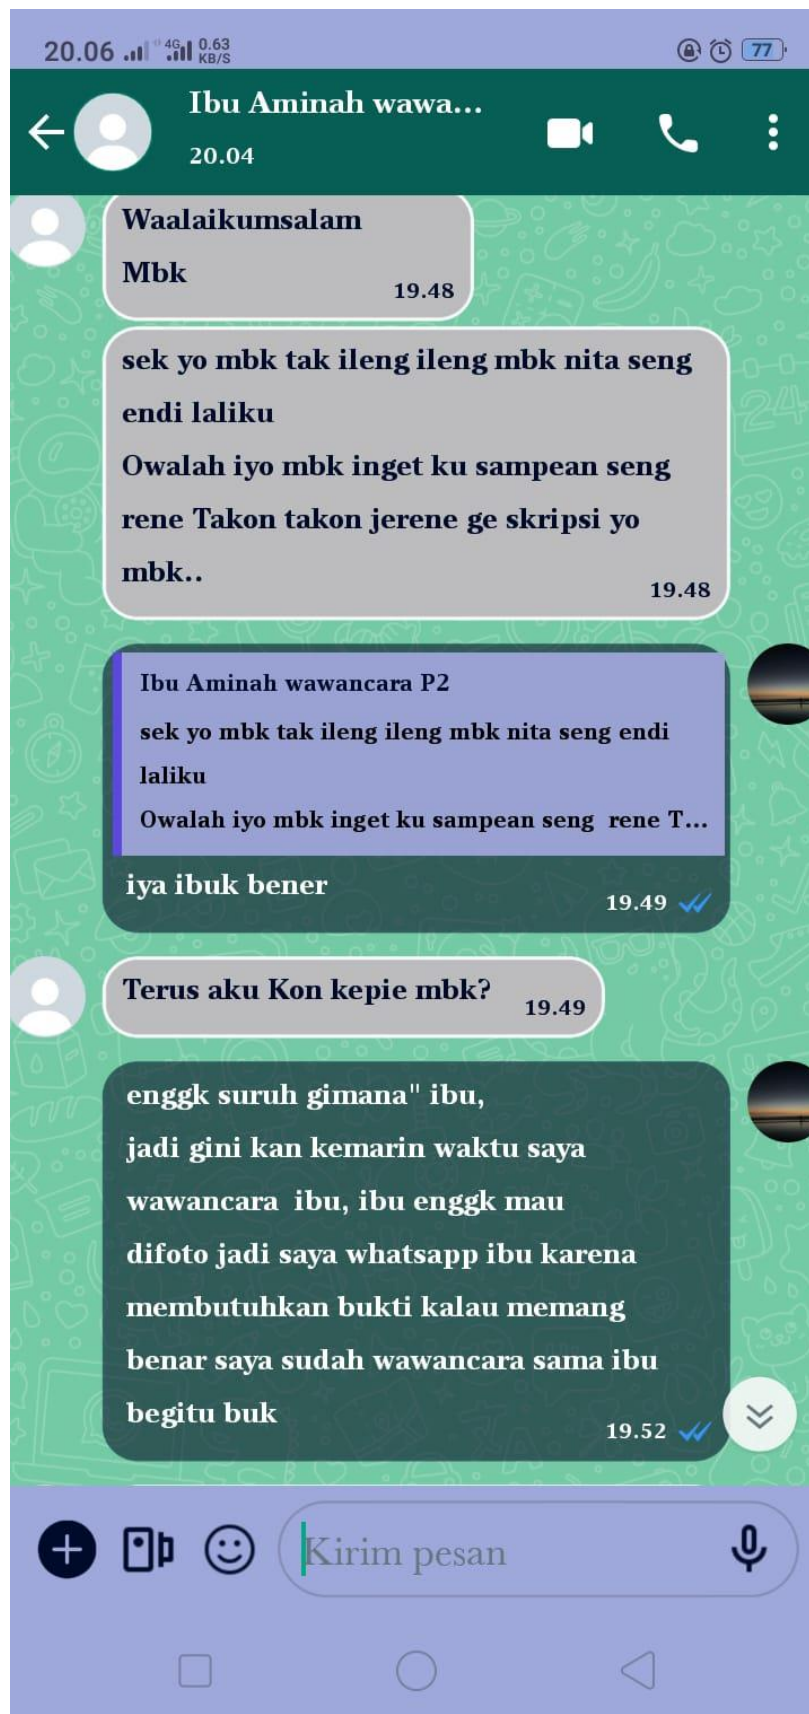 20.06 4G 0.63
KB/S 77
Ibu Aminah wawa...
20.04
Waalaikumsalam
Mbk
19.48
sek yo mbk tak ileng ileng mbk nita seng
endi laliku
Owalah iyo mbk inget ku sampean seng
rene Takon takon jerene ge skripsi yo
mbk..
19.48
Ibu Aminah wawancara P2
sek yo mbk tak ileng ileng mbk nita seng endi
laliku
Owalah iyo mbk inget ku sampean seng rene T...
iya ibuk bener
19.49
Terus aku Kon kepie mbk?
19.49
enggk suruh gimana" ibu,
jadi gini kan kemarin waktu saya
wawancara ibu, ibu enggk mau
difoto jadi saya whatsapp ibu karena
membutuhkan bukti kalau memang
benar saya sudah wawancara sama ibu
begitu buk
19.52
Kirim pesan